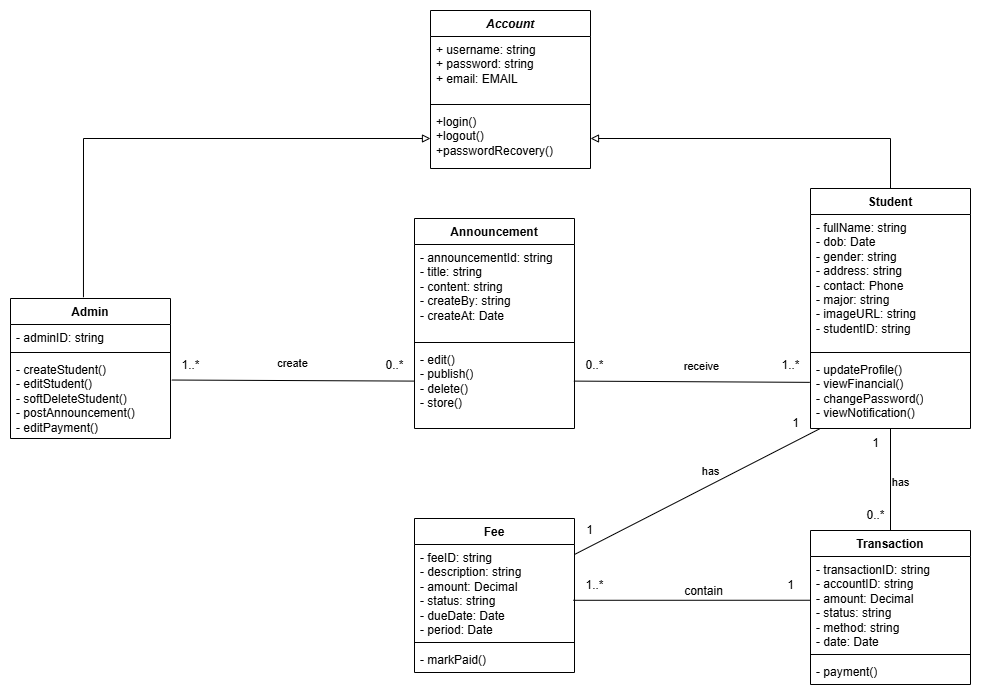 Account
+ username: string
+ password: string
+ email: EMAIL
+login()
+logout()
+passwordRecovery()
Student
- fullName: string
- dob: Date
- gender: string
- address: string
- contact: Phone
- major: string
- imageURL: string
- studentID: string
- updateProfile()
- viewFinancial()
- changePassword()
- viewNotification()
Announcement
- announcementId: string
- title: string
- content: string
- createBy: string
- createAt: Date
- edit()
- publish()
- delete()
- store()
Admin
- adminID: string
- createStudent()
- editStudent()
- softDeleteStudent()
- postAnnouncement()
- editPayment()
1..*
create
0..*
0..*
receive
1..*
1
has
1
1
has
0..*
Fee
- feeID: string
- description: string
- amount: Decimal
- status: string
- dueDate: Date
- period: Date
- markPaid()
1..*
contain
1
Transaction
- transactionID: string
- accountID: string
- amount: Decimal
- status: string
- method: string
- date: Date
- payment()